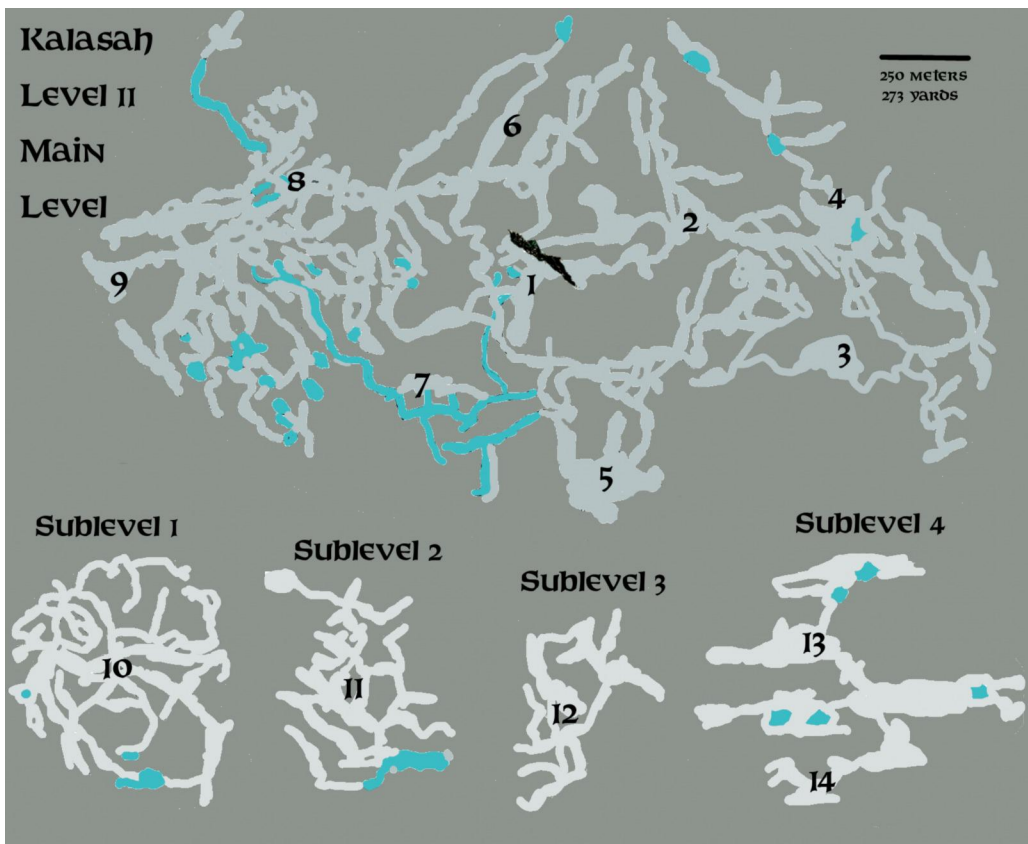 Kalasah
Level II
Main
Level
250 meters
273 yards
6
8
4
2
9
1
3
7
5
Sublevel 1
Sublevel 2
Sublevel 3
Sublevel 4
10
11
12
13
14